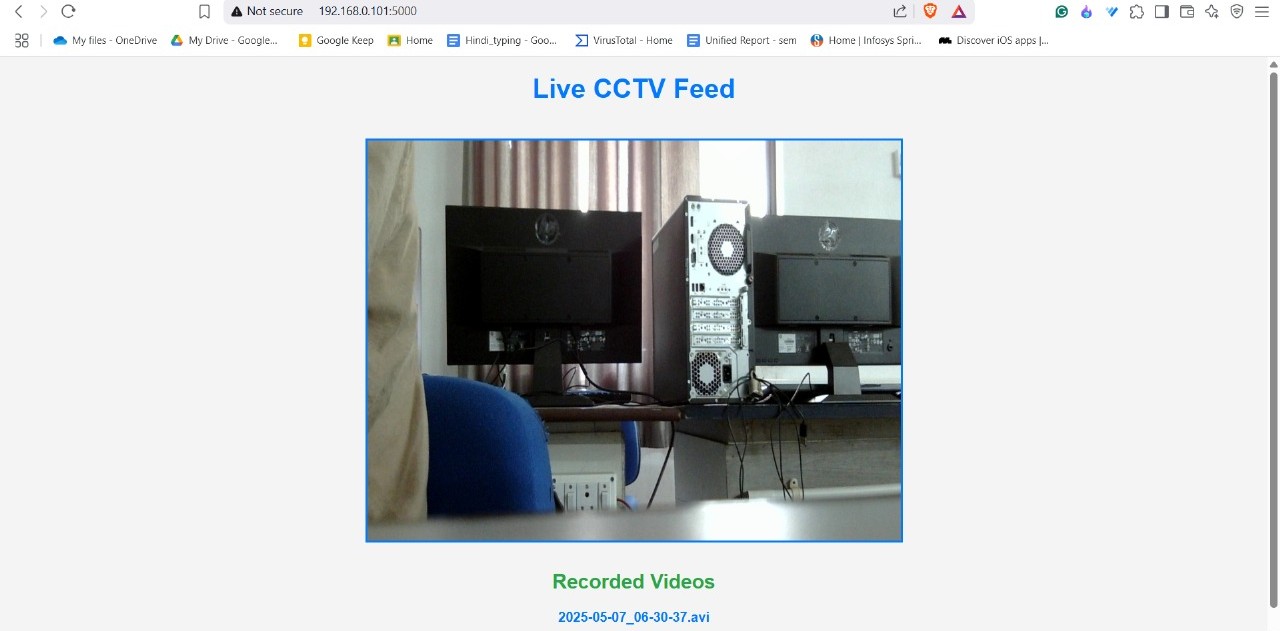 Not secure 192.168.0.101:5000
My files - OneDrive My Drive - Google... Google Keep Home Hindi_typing - Goo... VirusTotal - Home Unified Report - sem Home | Infosys Spri... Discover iOS apps |...
Live CCTV Feed
Recorded Videos
2025-05-07_06-30-37.avi